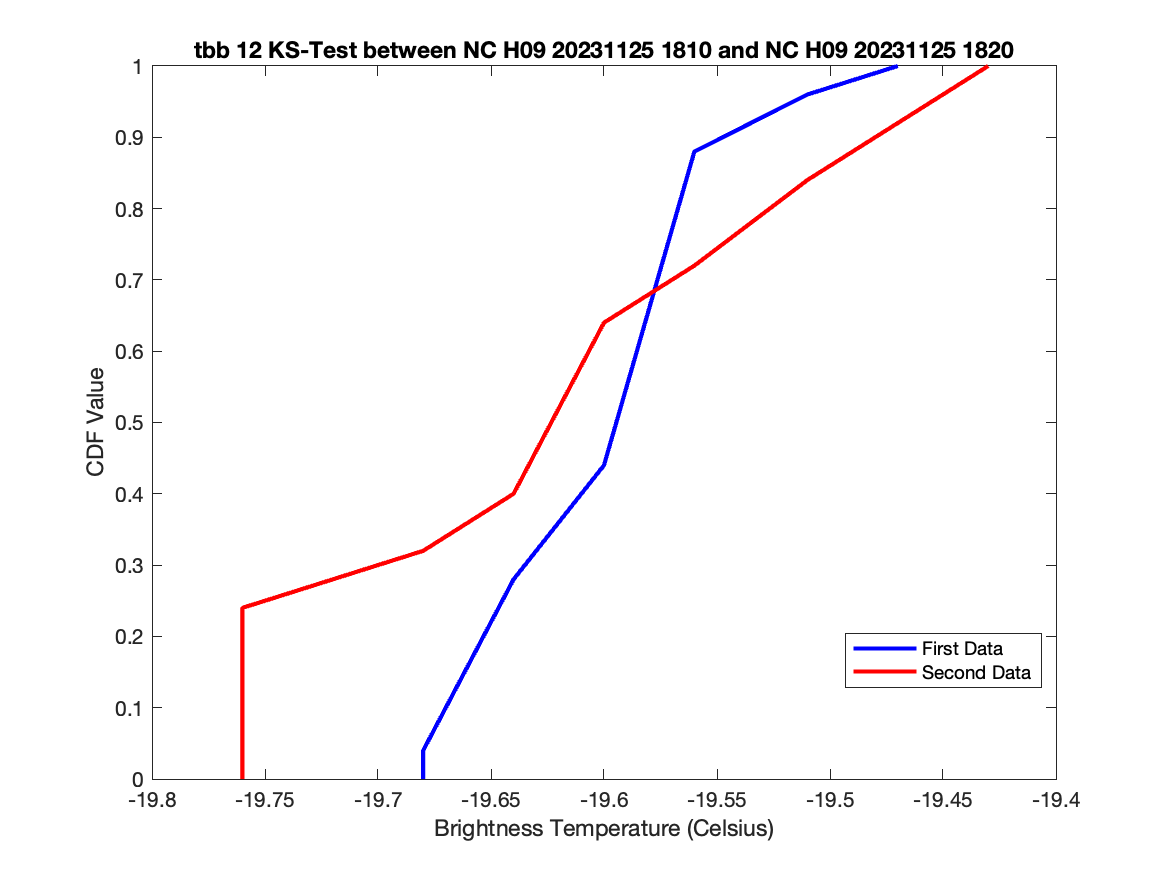 tbb 12 KS-Test between NC H09 20231125 1810 and NC H09 20231125 1820
1
0.9
0.8
0.7
0.6
0.5
0.4
0.3
0.2
0.1
0
CDF Value
First Data
Second Data
-19.8 -19.75 -19.7 -19.65 -19.6 -19.55 -19.5 -19.45 -19.4
Brightness Temperature (Celsius)